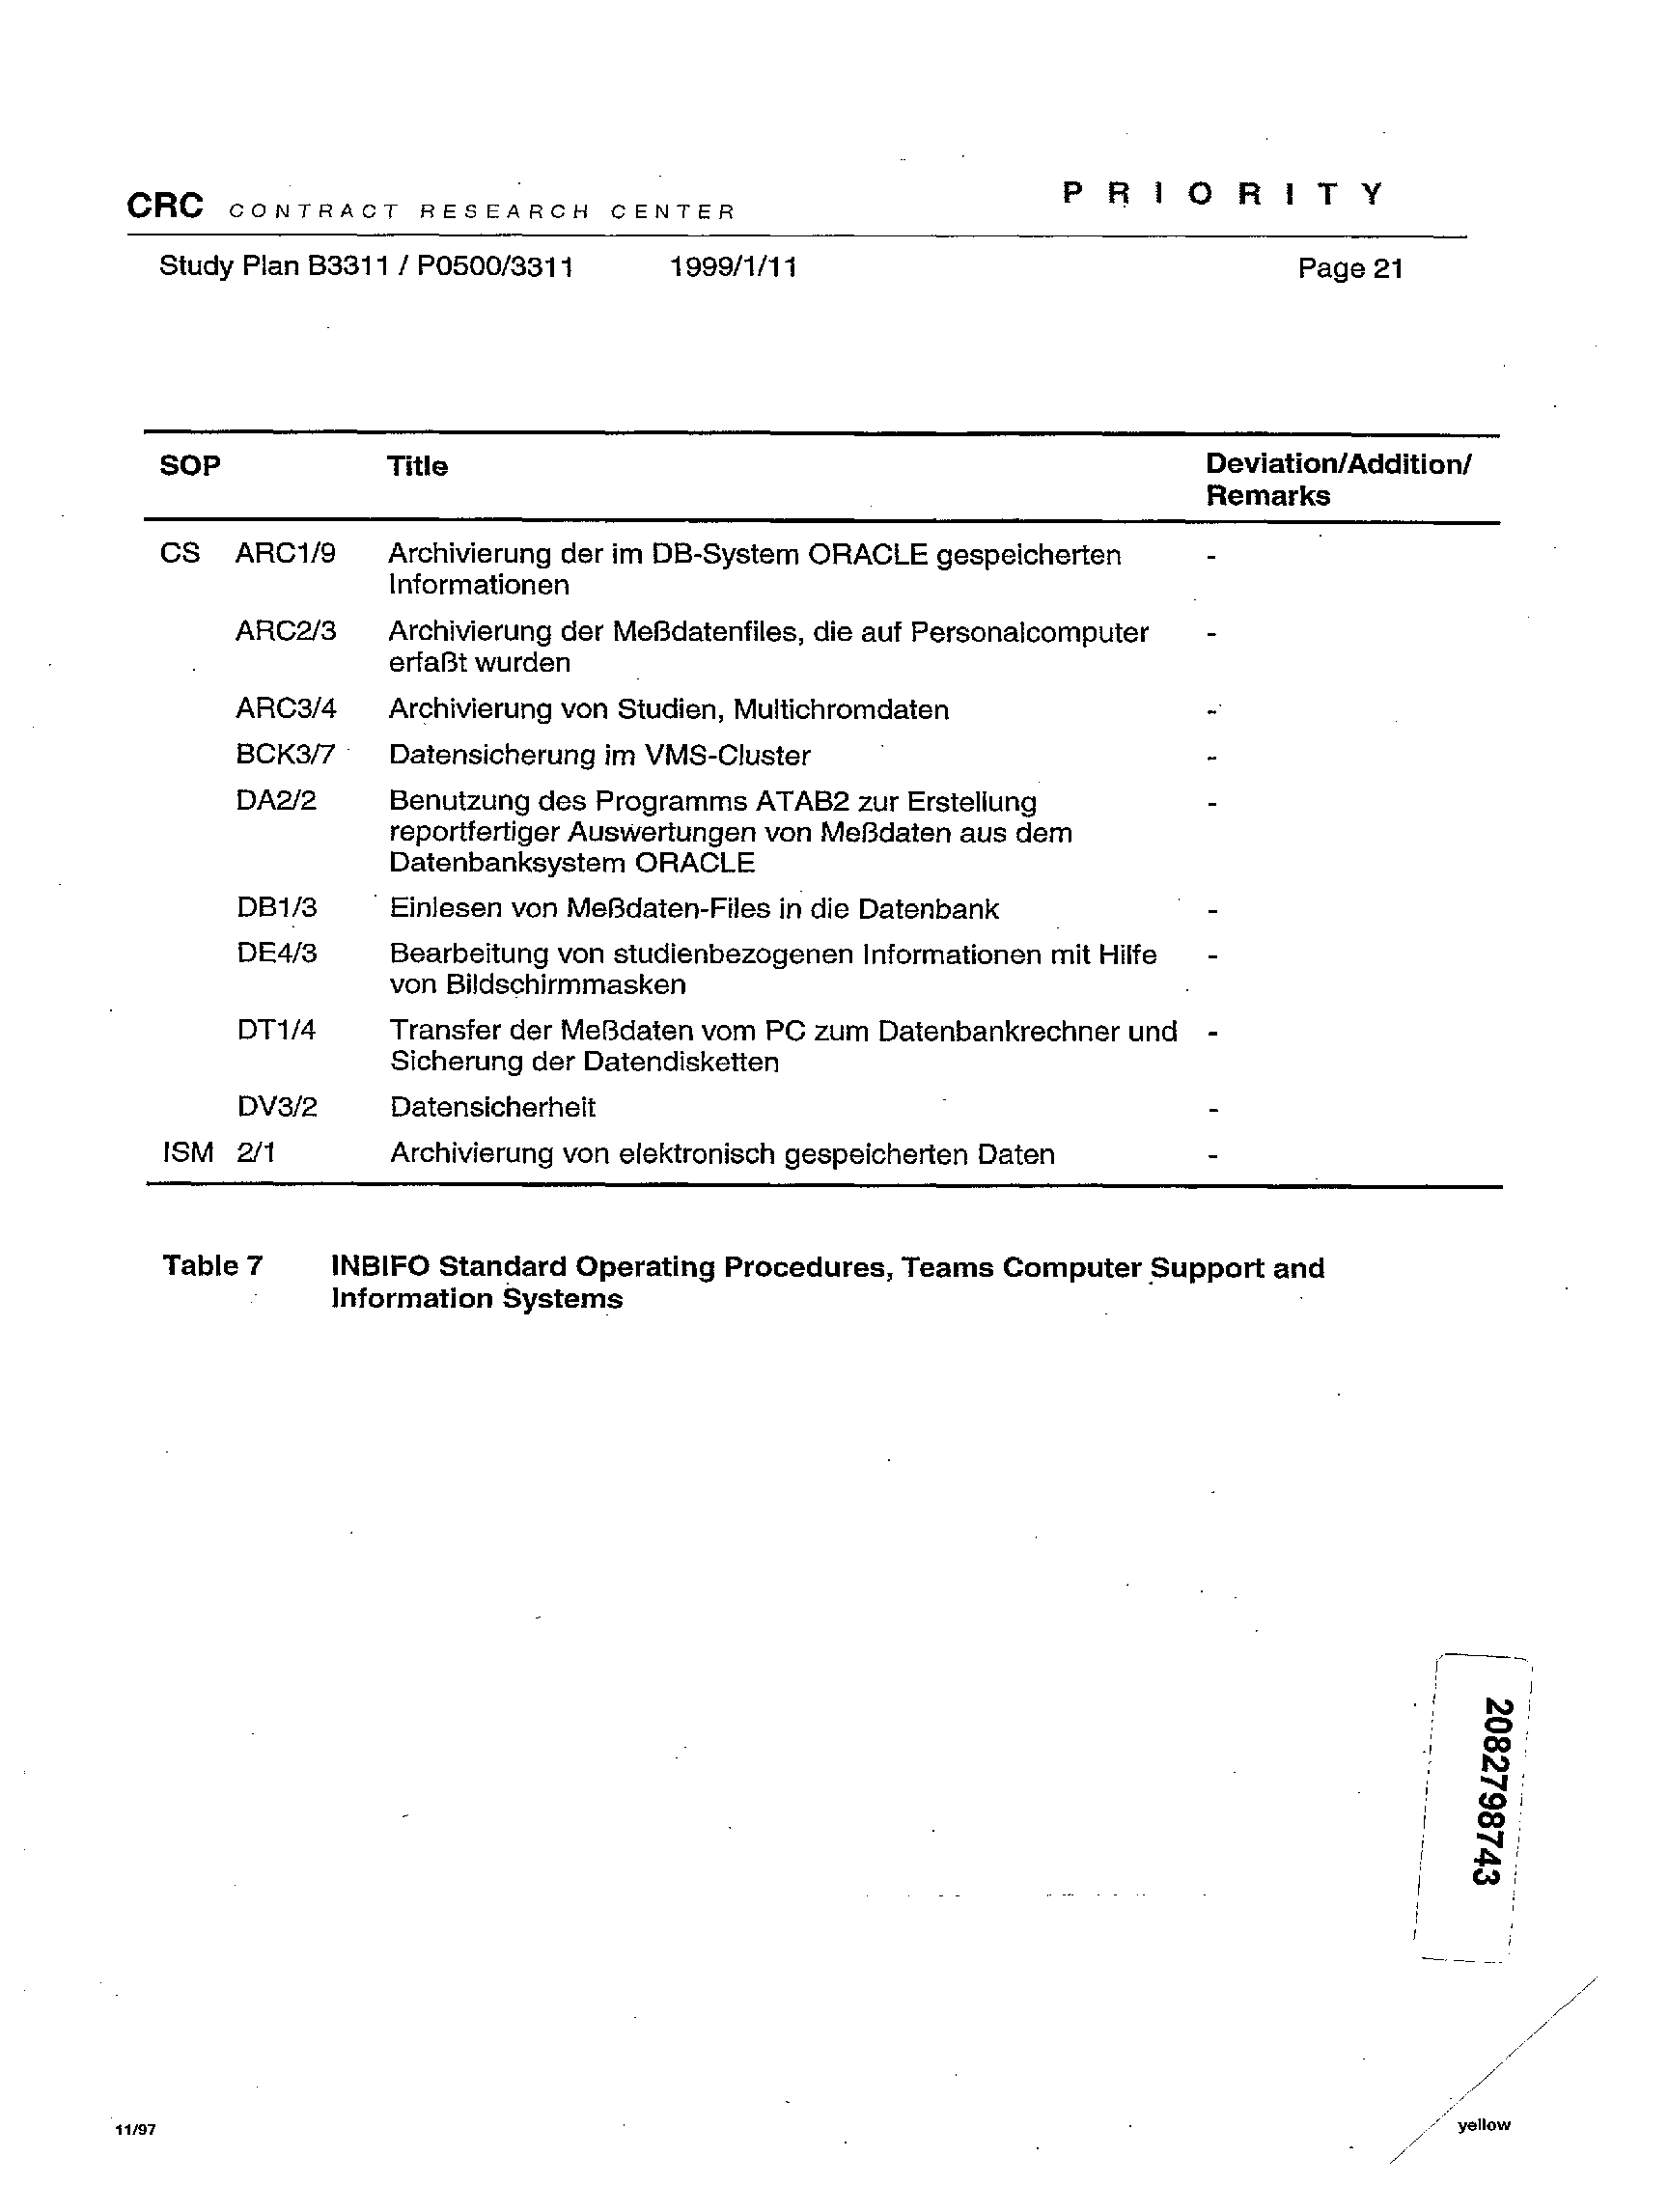 CRC CONTRACT RESEARCH CENTER
P R I O R I T Y
Study Plan B3311 / P0500/3311 1999/1/11 Page 21
SOP Title Deviation/Addition/
Remarks
CS ARC1/9 Archivierung der im DB-System ORACLE gespeicherten -
Informationen
ARC2/3 Archivierung der Meßdatenfiles, die auf Personalcomputer -
erfaßt wurden
ARC3/4 Archivierung von Studien, Multichromdaten -
BCK3/7 Datensicherung im VMS-Cluster -
DA2/2 Benutzung des Programms ATAB2 zur Erstellung -
reportfertiger Auswertungen von Meßdaten aus dem
Datenbanksystem ORACLE
DB1/3 Einlesen von Meßdaten-Files in die Datenbank -
DE4/3 Bearbeitung von studienbezogenen Informationen mit Hilfe -
von Bildschirmmasken
DT1/4 Transfer der Meßdaten vom PC zum Datenbankrechner und -
Sicherung der Datendisketten
DV3/2 Datensicherheit -
ISM 2/1 Archivierung von elektronisch gespeicherten Daten -
Table 7 INBIFO Standard Operating Procedures, Teams Computer Support and
Information Systems
2082798743
11/97 yellow